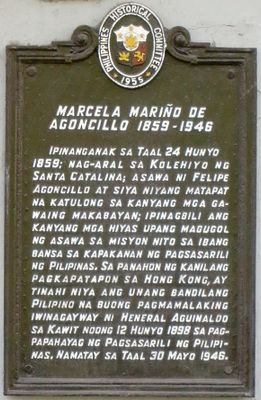 PHILIPPINES HISTORICAL COMMITTEE
1955
MARCELA MARIÑO DE
AGONCILLO 1859-1946
IPINANGANAK SA TAAL 24 HUNYO
1859; NAG-ARAL SA KOLEHIYO NG
SANTA CATALINA; ASAWA NI FELIPE
AGONCILLO AT SIYA NIYANG MATAPAT
NA KATULONG SA KANYANG MGA GA-
WAING MAKABAYAN; IPINAGBILI ANG
KANYANG MGA HIYAS UPANG MADUGOL
NG ASAWA SA MISYON NITO SA IBANG
BANSA SA KAPAKANAN NG PAGSASARILI
NG PILIPINAS. SA PANAHON NG KANILANG
PAGKAPATAPON SA HONG KONG, AY
TINAHI NIYA ANG UNANG BANDILANG
PILIPINO NA BUONG PAGMAMALAKING
IWINAGAYWAY NI HENERAL AGUINALDO
SA KAWIT NOONG 12 HUNYO 1898 SA PAG-
PAPAHAYAG NG PAGSASARILI NG PILIPI-
NAS. NAMATAY SA TAAL 30 MAYO 1946.